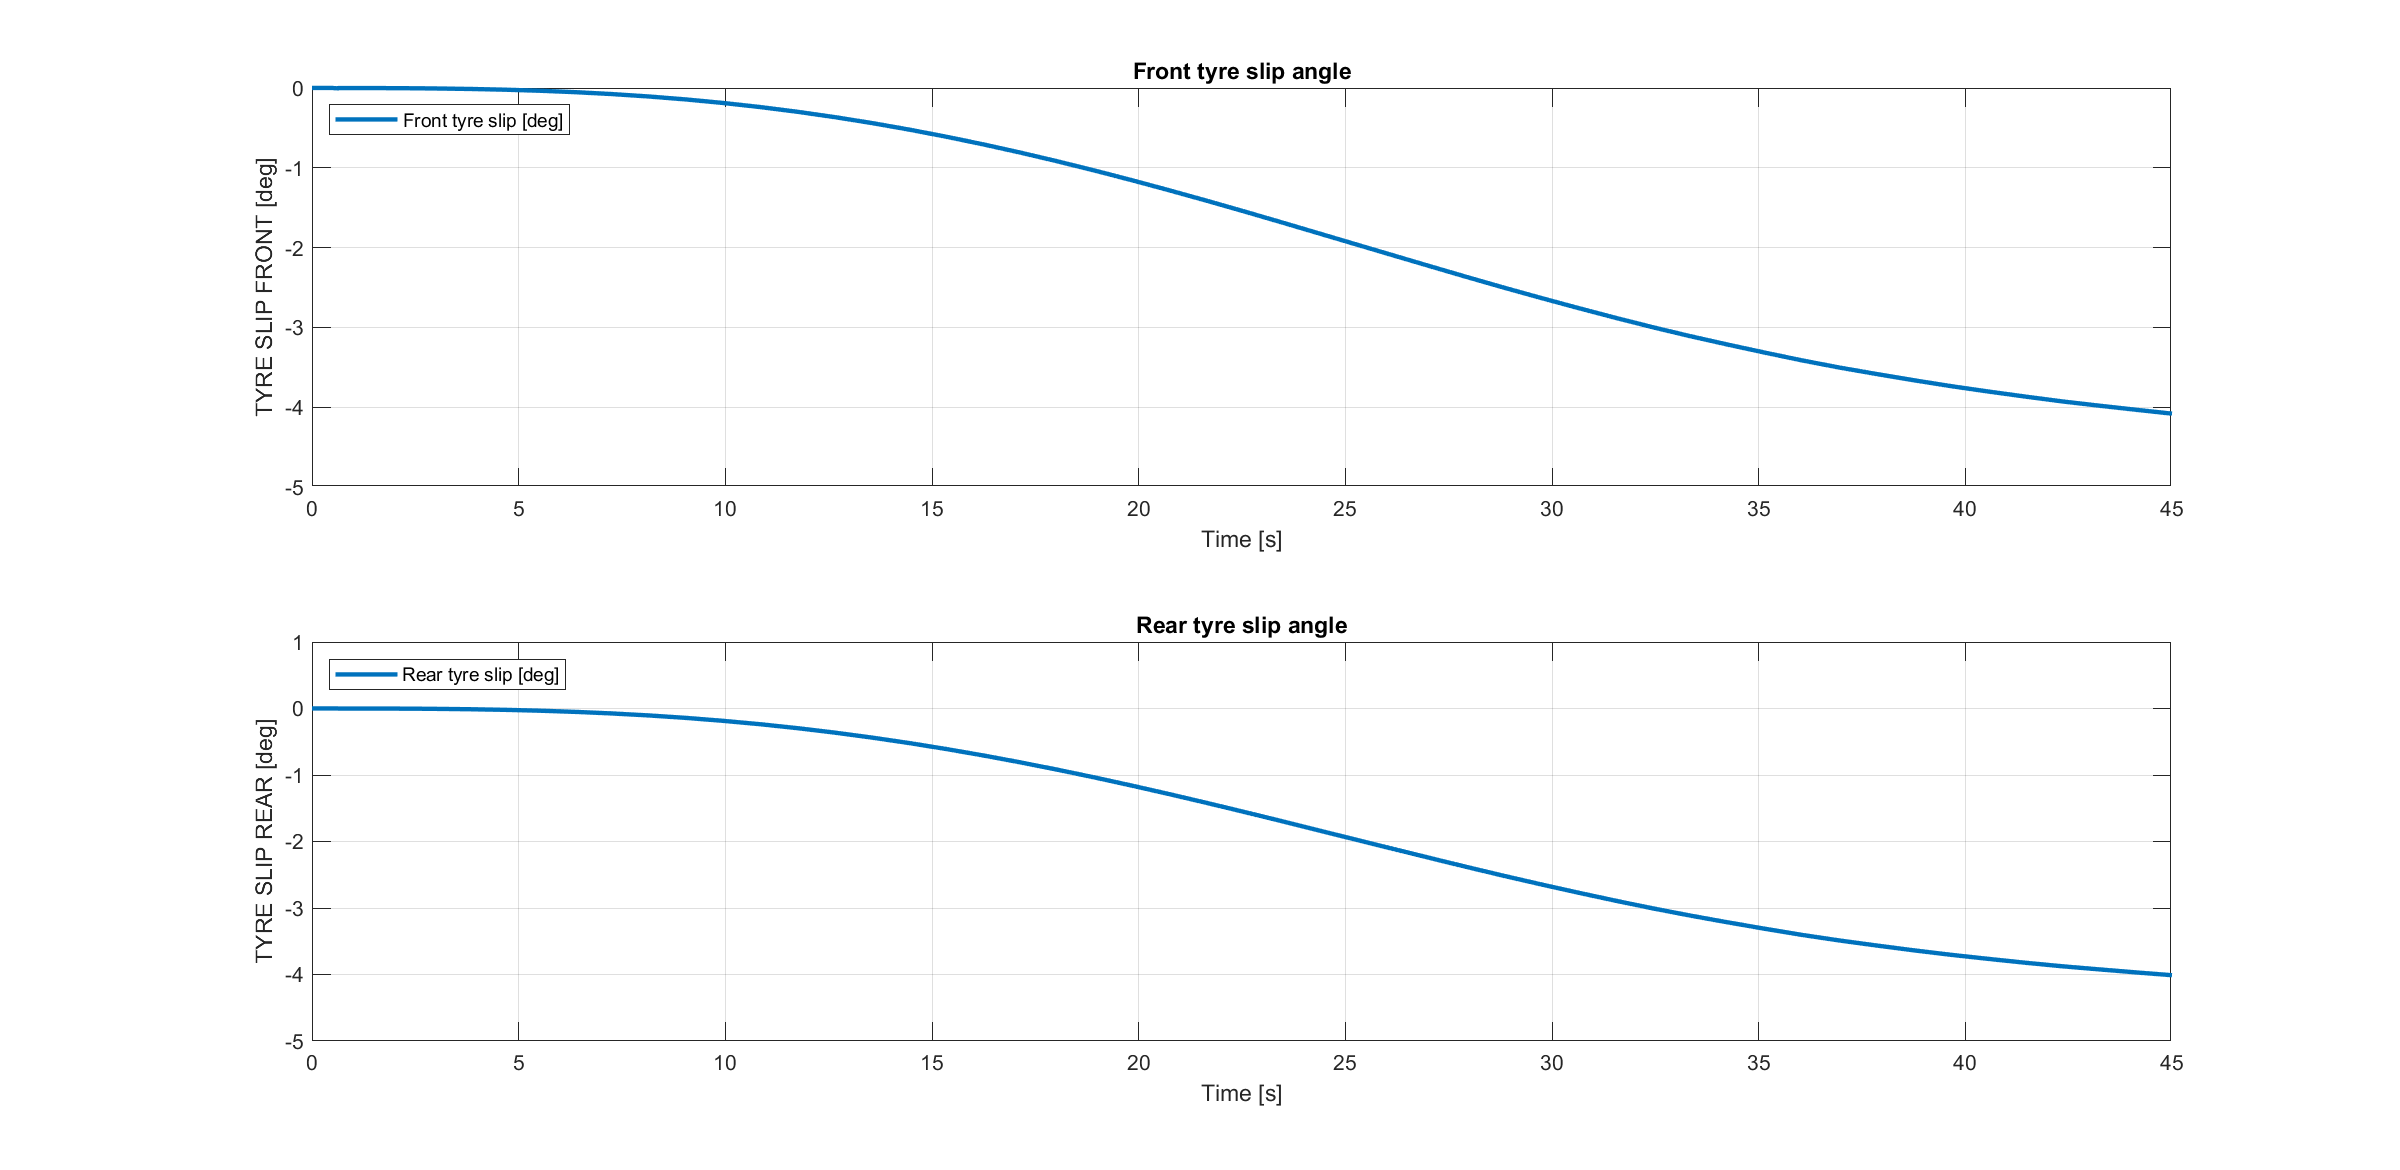 Front tyre slip angle
Front tyre slip [deg]
TYRE SLIP FRONT [deg]
0
-1
-2
-3
-4
-5
0 5 10 15 20 25 30 35 40 45
Time [s]
Rear tyre slip angle
Rear tyre slip [deg]
TYRE SLIP REAR [deg]
1
0
-1
-2
-3
-4
-5
0 5 10 15 20 25 30 35 40 45
Time [s]